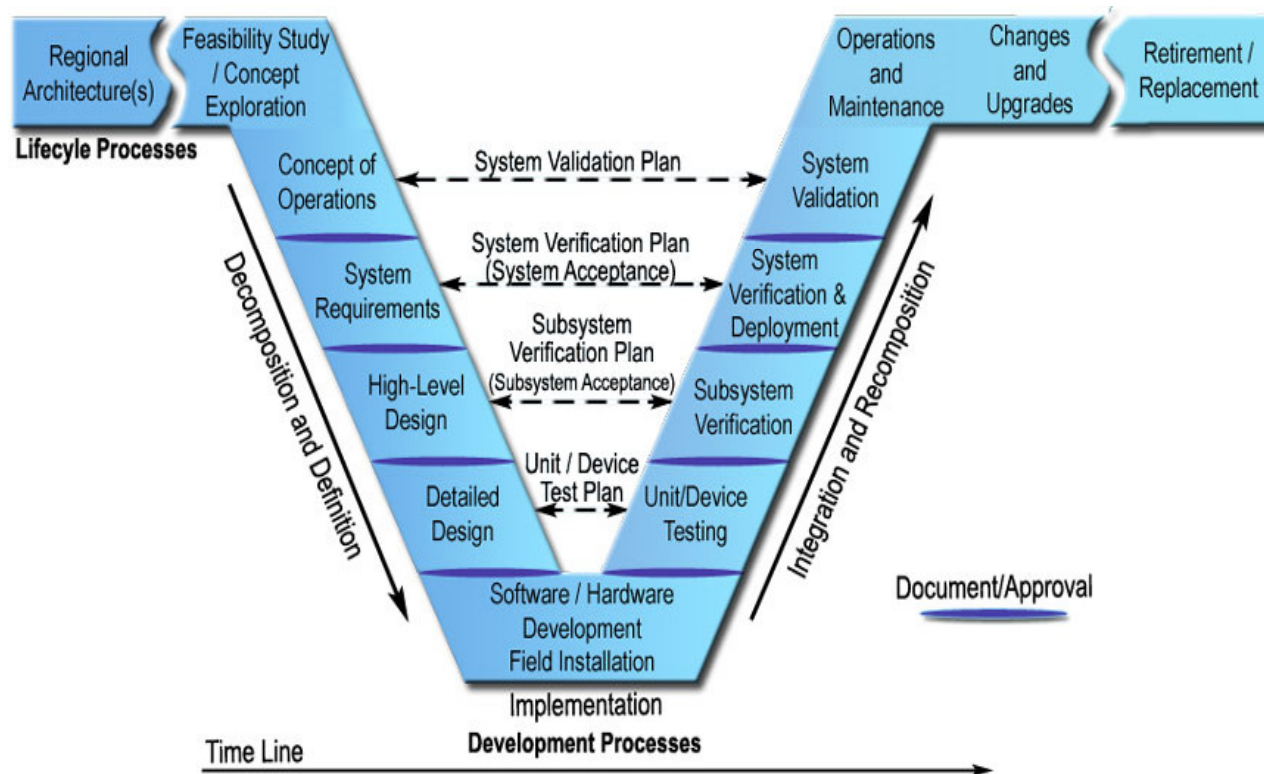 Regional
Architecture(s)
Feasibility Study
/ Concept
Exploration
Operations
and
Maintenance
Changes
and
Upgrades
Retirement /
Replacement
Lifecyle Processes
Concept of
Operations
System Validation Plan
System
Validation
System
Requirements
System Verification Plan
(System Acceptance)
System
Verification &
Deployment
High-Level
Design
Subsystem
Verification Plan
(Subsystem Acceptance)
Subsystem
Verification
Detailed
Design
Unit / Device
Test Plan
Unit/Device
Testing
Decomposition and Definition
Integration and Recomposition
Software / Hardware
Development
Field Installation
Document/Approval
Implementation
Development Processes
Time Line